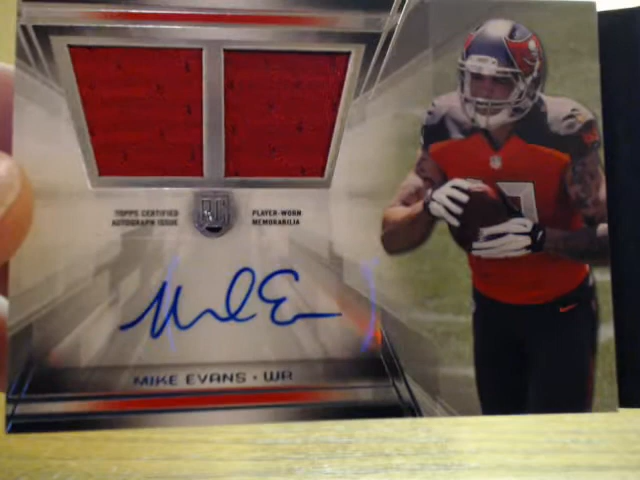 TOPPS CERTIFIED
AUTOGRAPH ISSUE
PLAYER-WORN
MEMORABILIA
MIKE EVANS • WR